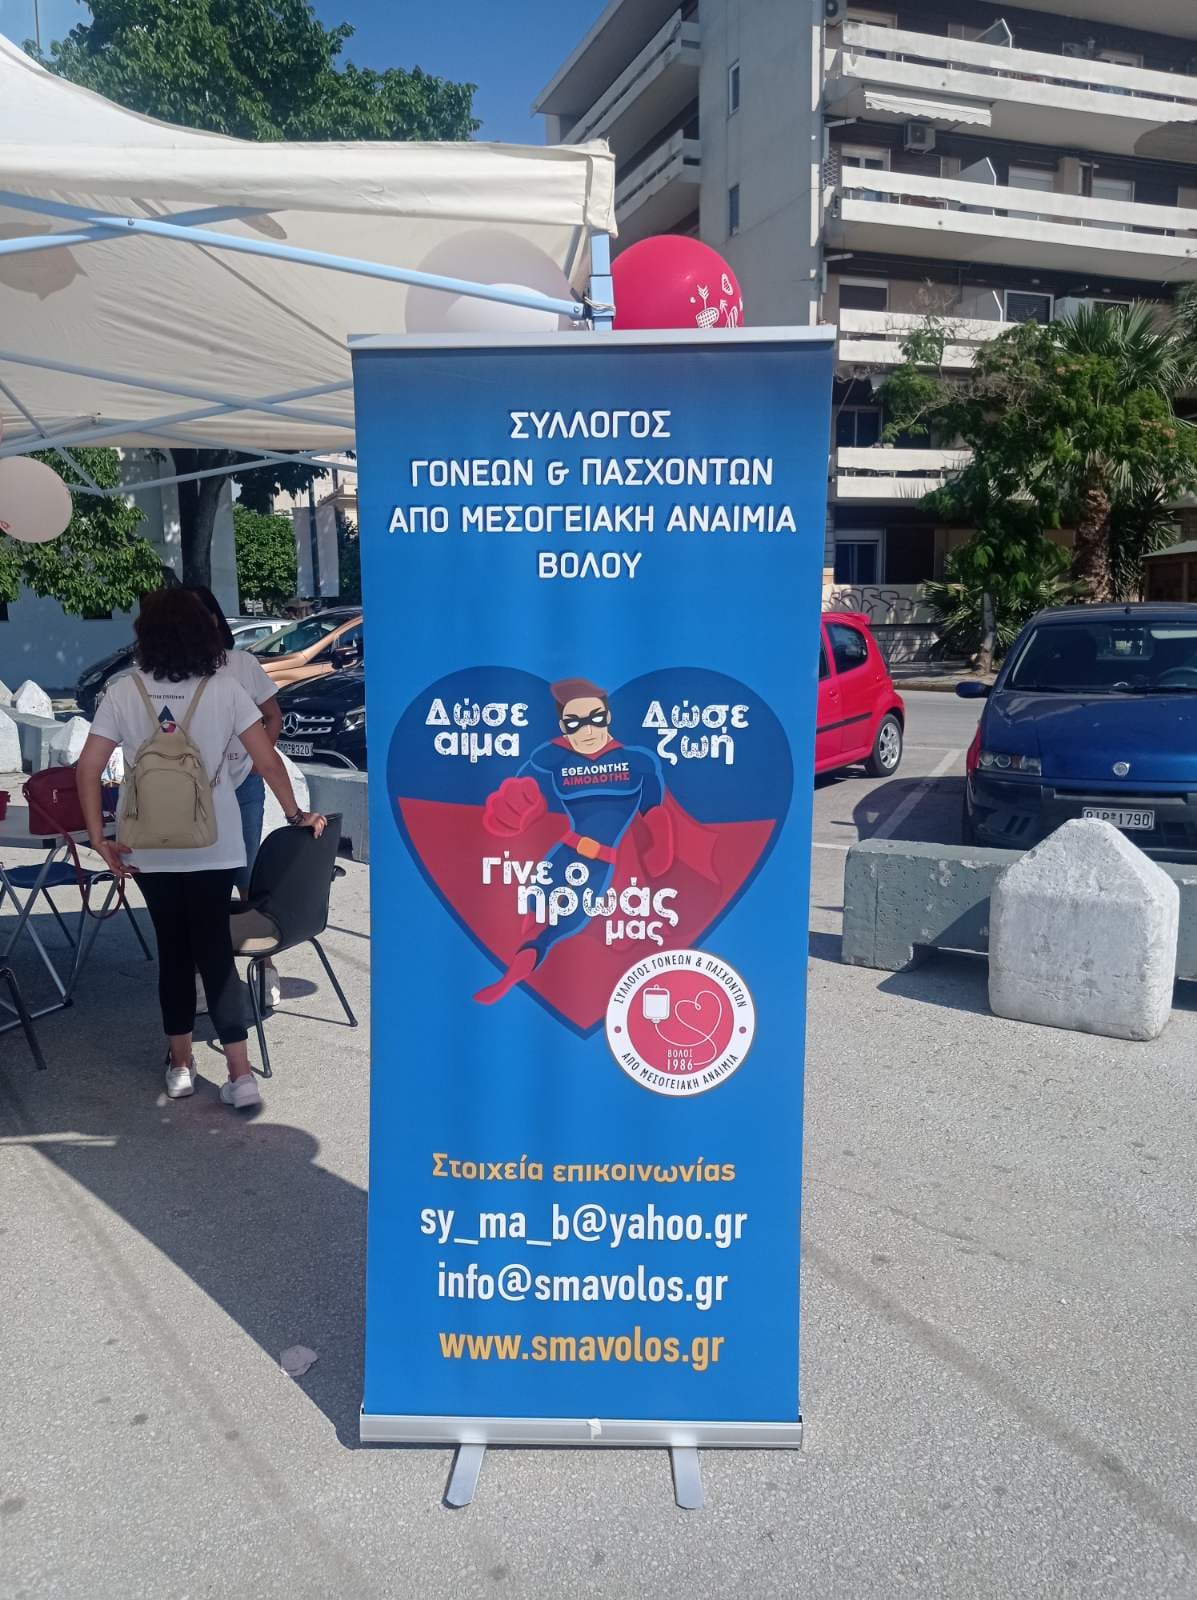 ΣΥΛΛΟΓΟΣ
ΓΟΝΕΩΝ & ΠΑΣΧΟΝΤΩΝ
ΑΠΟ ΜΕΣΟΓΕΙΑΚΗ ΑΝΑΙΜΙΑ
ΒΟΛΟΥ
Δώσε
αίμα
Δώσε
ζωή
ΕΘΕΛΟΝΤΗΣ
ΑΙΜΟΔΟΤΗΣ
Γίνε ο
ήρωάς
μας
ΣΥΛΛΟΓΟΣ ΓΟΝΕΩΝ & ΠΑΣΧΟΝΤΩΝ
ΒΟΛΟΣ
1986
ΑΠΟ ΜΕΣΟΓΕΙΑΚΗ ΑΝΑΙΜΙΑ
Στοιχεία επικοινωνίας
sy_ma_b@yahoo.gr
info@smavolos.gr
www.smavolos.gr